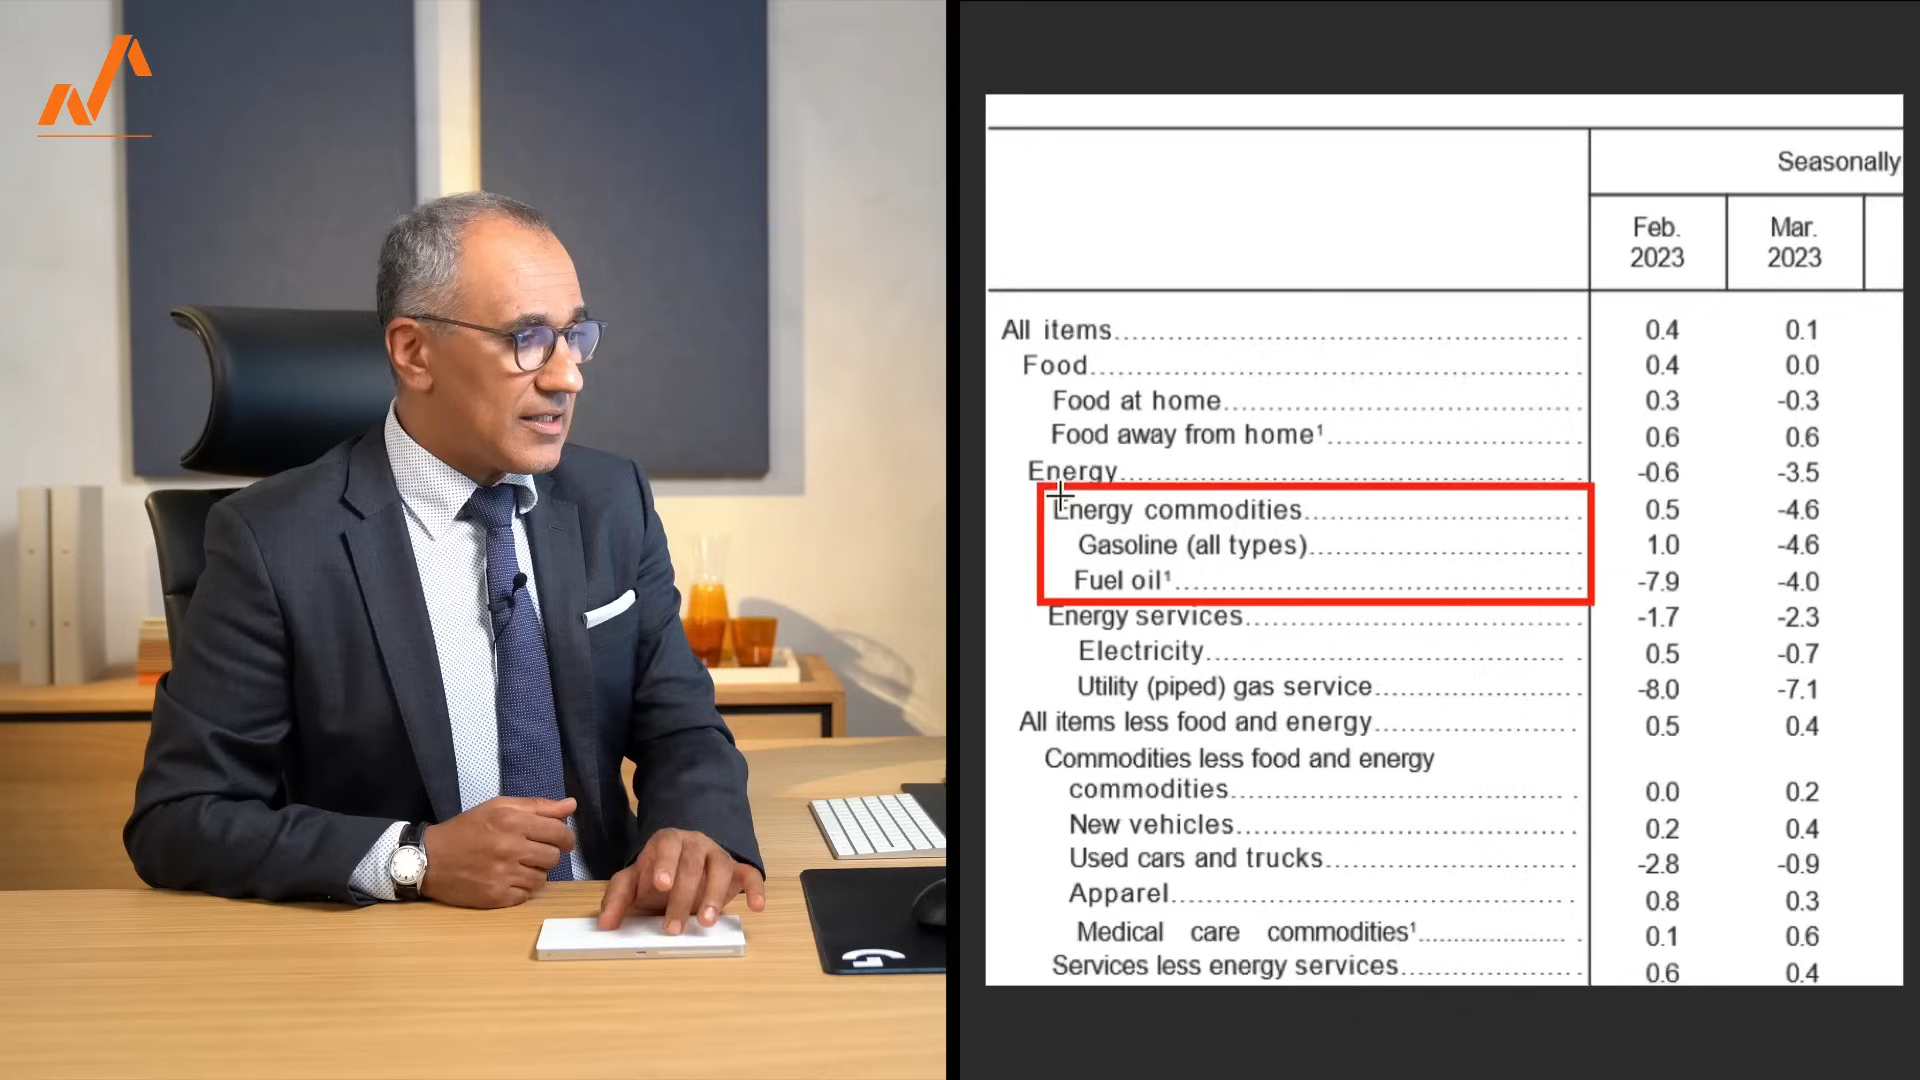 Seasonally
Feb. 2023
Mar. 2023
All items 0.4 0.1
Food 0.4 0.0
Food at home 0.3 -0.3
Food away from home¹ 0.6 0.6
Energy -0.6 -3.5
Energy commodities 0.5 -4.6
Gasoline (all types) 1.0 -4.6
Fuel oil¹ -7.9 -4.0
Energy services -1.7 -2.3
Electricity 0.5 -0.7
Utility (piped) gas service -8.0 -7.1
All items less food and energy 0.5 0.4
Commodities less food and energy
commodities 0.0 0.2
New vehicles 0.2 0.4
Used cars and trucks -2.8 -0.9
Apparel 0.8 0.3
Medical care commodities¹ 0.1 0.6
Services less energy services 0.6 0.4